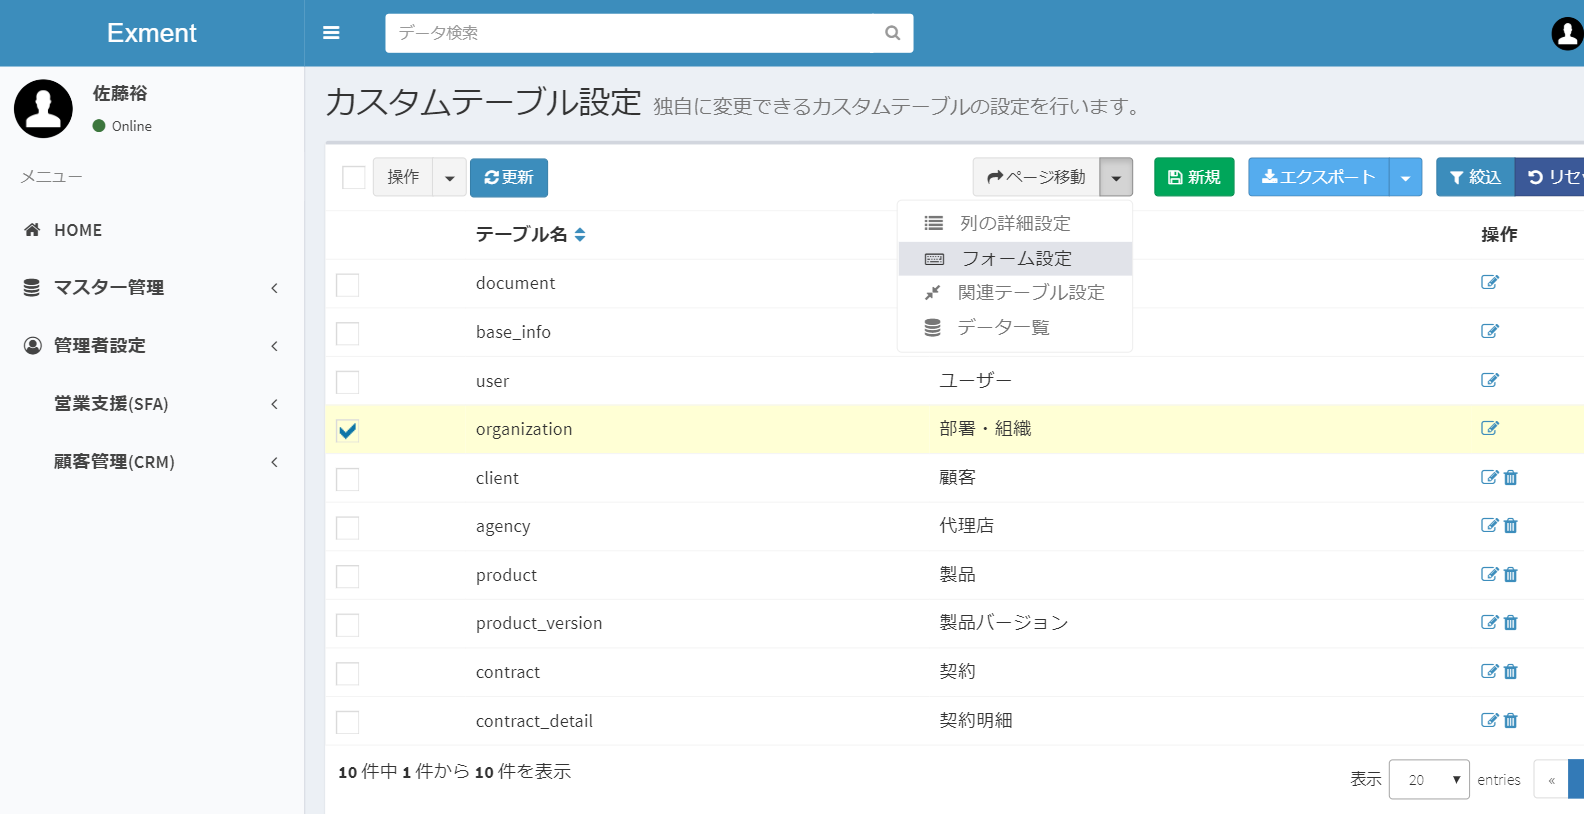 Exment
データ検索
佐藤裕
Online
メニュー
HOME
マスター管理
管理者設定
営業支援(SFA)
顧客管理(CRM)
カスタムテーブル設定 独自に変更できるカスタムテーブルの設定を行います。
操作 更新 ページ移動 新規 エクスポート 絞込 リセ
列の詳細設定
フォーム設定
関連テーブル設定
データ一覧
テーブル名 操作
document
base_info
user ユーザー
organization 部署・組織
client 顧客
agency 代理店
product 製品
product_version 製品バージョン
contract 契約
contract_detail 契約明細
10 件中 1 件から 10 件を表示
表示 20 entries «